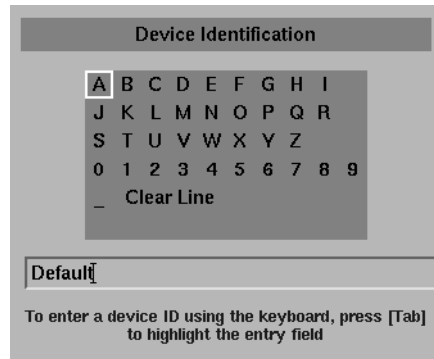 Device Identification
A B C D E F G H I
J K L M N O P Q R
S T U V W X Y Z
0 1 2 3 4 5 6 7 8 9
_ Clear Line
Default
To enter a device ID using the keyboard, press [Tab]
to highlight the entry field